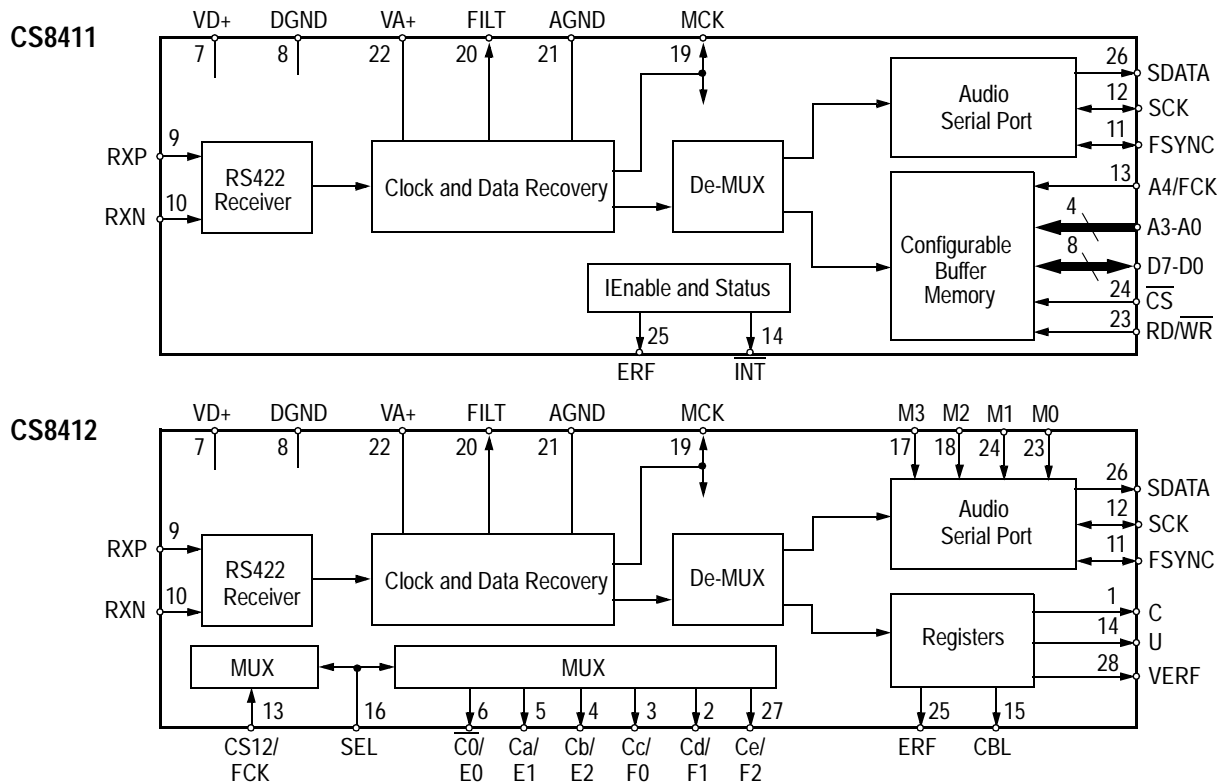 CS8411
VD+ DGND VA+ FILT AGND MCK
7 8 22 20 21 19
26 SDATA
Audio Serial Port
12 SCK
11 FSYNC
RXP 9
RS422 Receiver
Clock and Data Recovery
De-MUX
RXN 10
13 A4/FCK
4 A3-A0
Configurable Buffer Memory
8 D7-D0
24 CS
23 RD/WR
IEnable and Status
25 14
ERF INT
CS8412
VD+ DGND VA+ FILT AGND MCK M3 M2 M1 M0
7 8 22 20 21 19 17 18 24 23
26 SDATA
Audio Serial Port
12 SCK
11 FSYNC
RXP 9
RS422 Receiver
Clock and Data Recovery
De-MUX
RXN 10
1 C
Registers
14 U
28 VERF
MUX MUX
13 16 6 5 4 3 2 27 25 15
CS12/ SEL C0/ Ca/ Cb/ Cc/ Cd/ Ce/ ERF CBL
FCK E0 E1 E2 F0 F1 F2